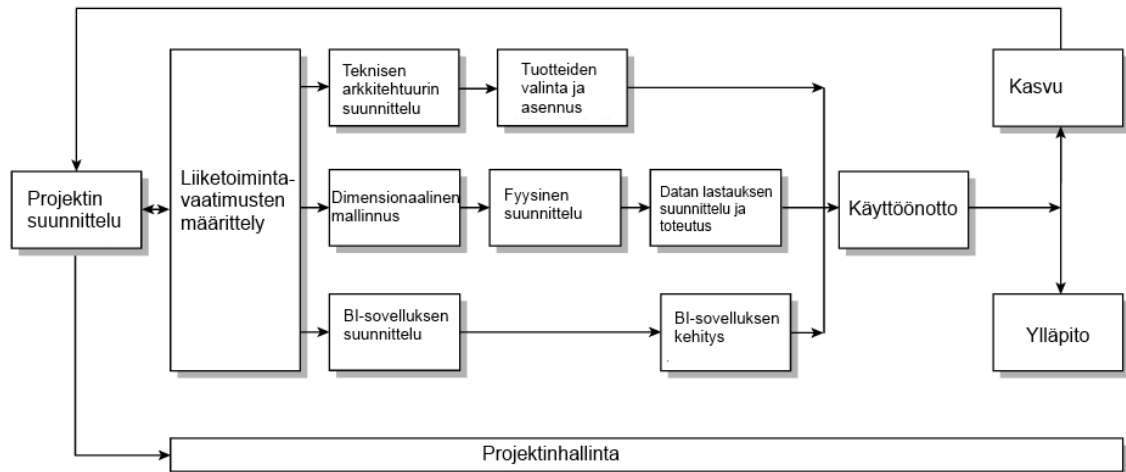 Teknisen
arkkitehtuurin
suunnittelu
Tuotteiden
valinta ja
asennus
Kasvu
Projektin
suunnittelu
Liiketoiminta-
vaatimusten
määrittely
Dimensionaalinen
mallinnus
Fyysinen
suunnittelu
Datan lastauksen
suunnittelu ja
toteutus
Käyttöönotto
BI-sovelluksen
suunnittelu
BI-sovelluksen
kehitys
.
Ylläpito
Projektinhallinta